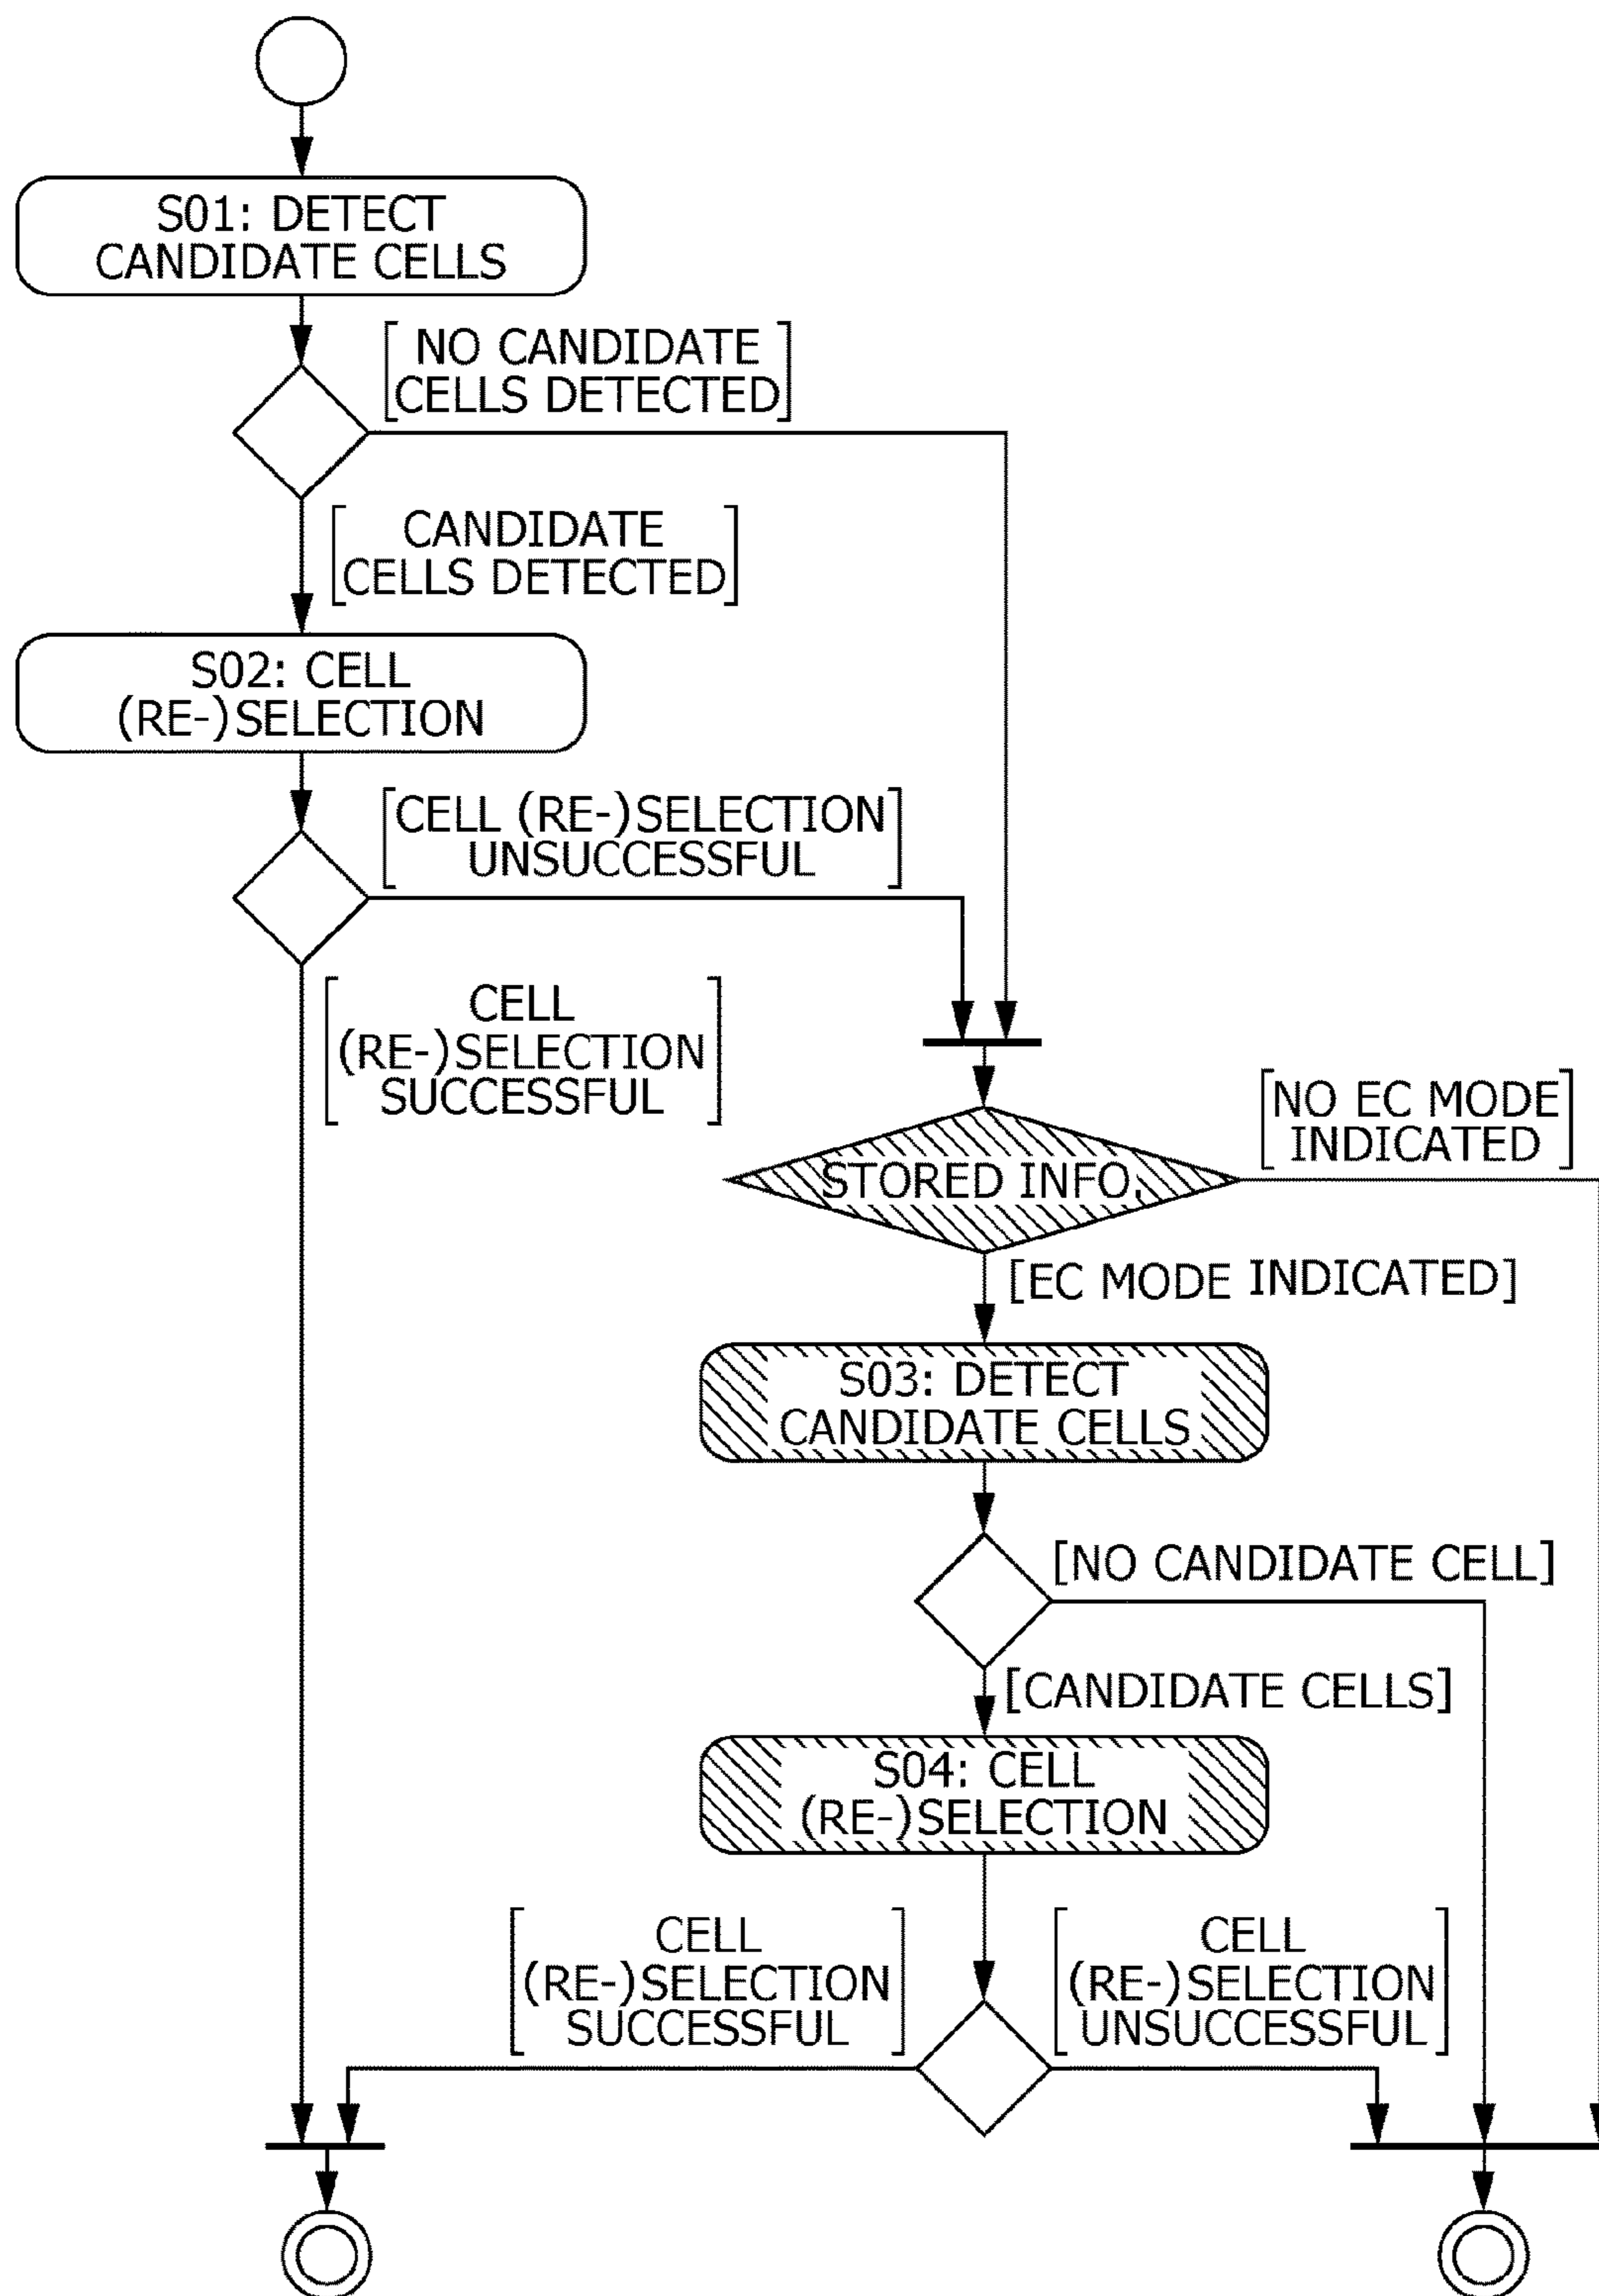 S01: DETECT
CANDIDATE CELLS
[NO CANDIDATE
CELLS DETECTED]
[CANDIDATE
CELLS DETECTED]
S02: CELL
(RE-)SELECTION
[CELL (RE-)SELECTION
UNSUCCESSFUL]
[CELL
(RE-)SELECTION
SUCCESSFUL]
STORED INFO.
[NO EC MODE
INDICATED]
[EC MODE INDICATED]
S03: DETECT
CANDIDATE CELLS
[NO CANDIDATE CELL]
[CANDIDATE CELLS]
S04: CELL
(RE-)SELECTION
[CELL
(RE-)SELECTION
SUCCESSFUL]
[CELL
(RE-)SELECTION
UNSUCCESSFUL]